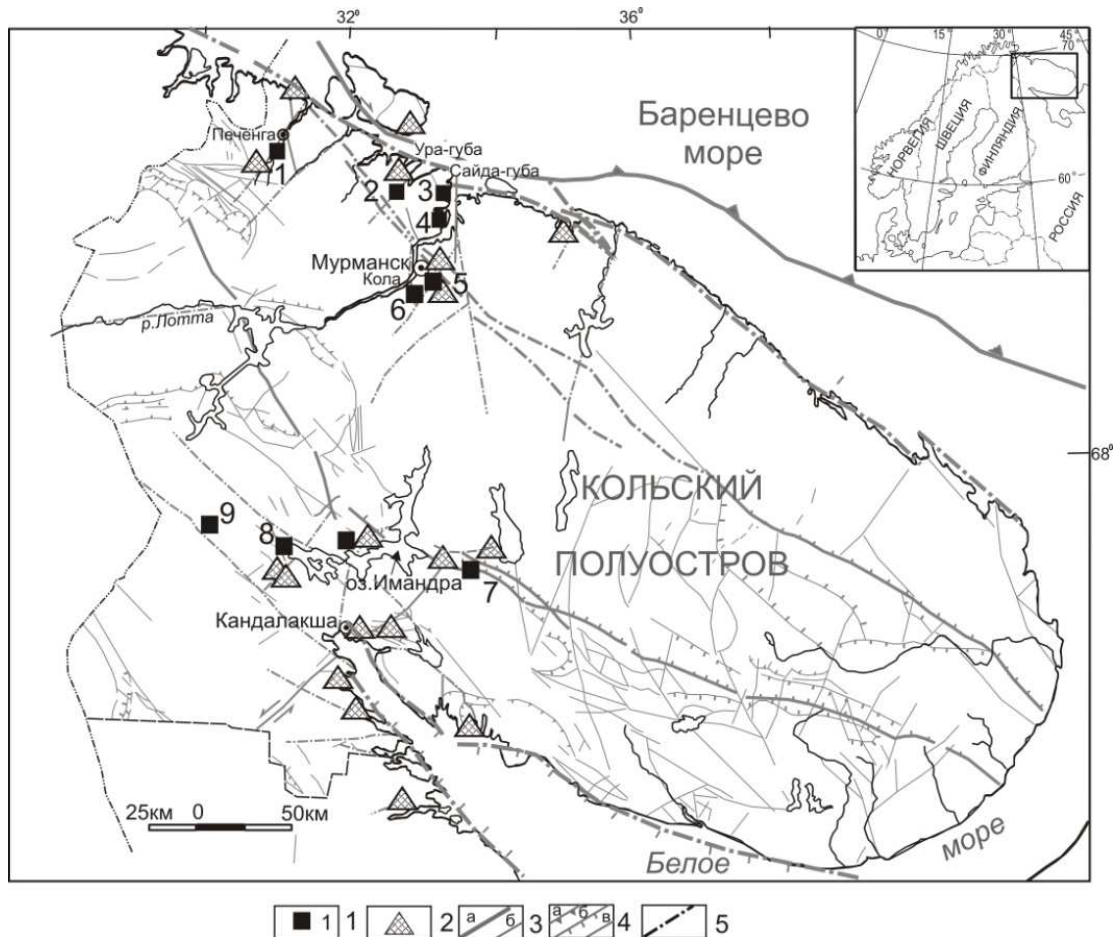 32°
36°
0°
15°
30°
45°
70°
НОРВЕГИЯ
ШВЕЦИЯ
ФИНЛЯНДИЯ
60°
РОССИЯ
Баренцево
море
Печенга
1
Ура-губа
Сайда-губа
2
3
4
Мурманск
Кола
5
6
р.Лотта
68°
КОЛЬСКИЙ
ПОЛУОСТРОВ
9
8
7
оз.Имандра
Кандалакша
25км 0 50км
Белое
море
1 1 2 а б 3 а б в 4 5